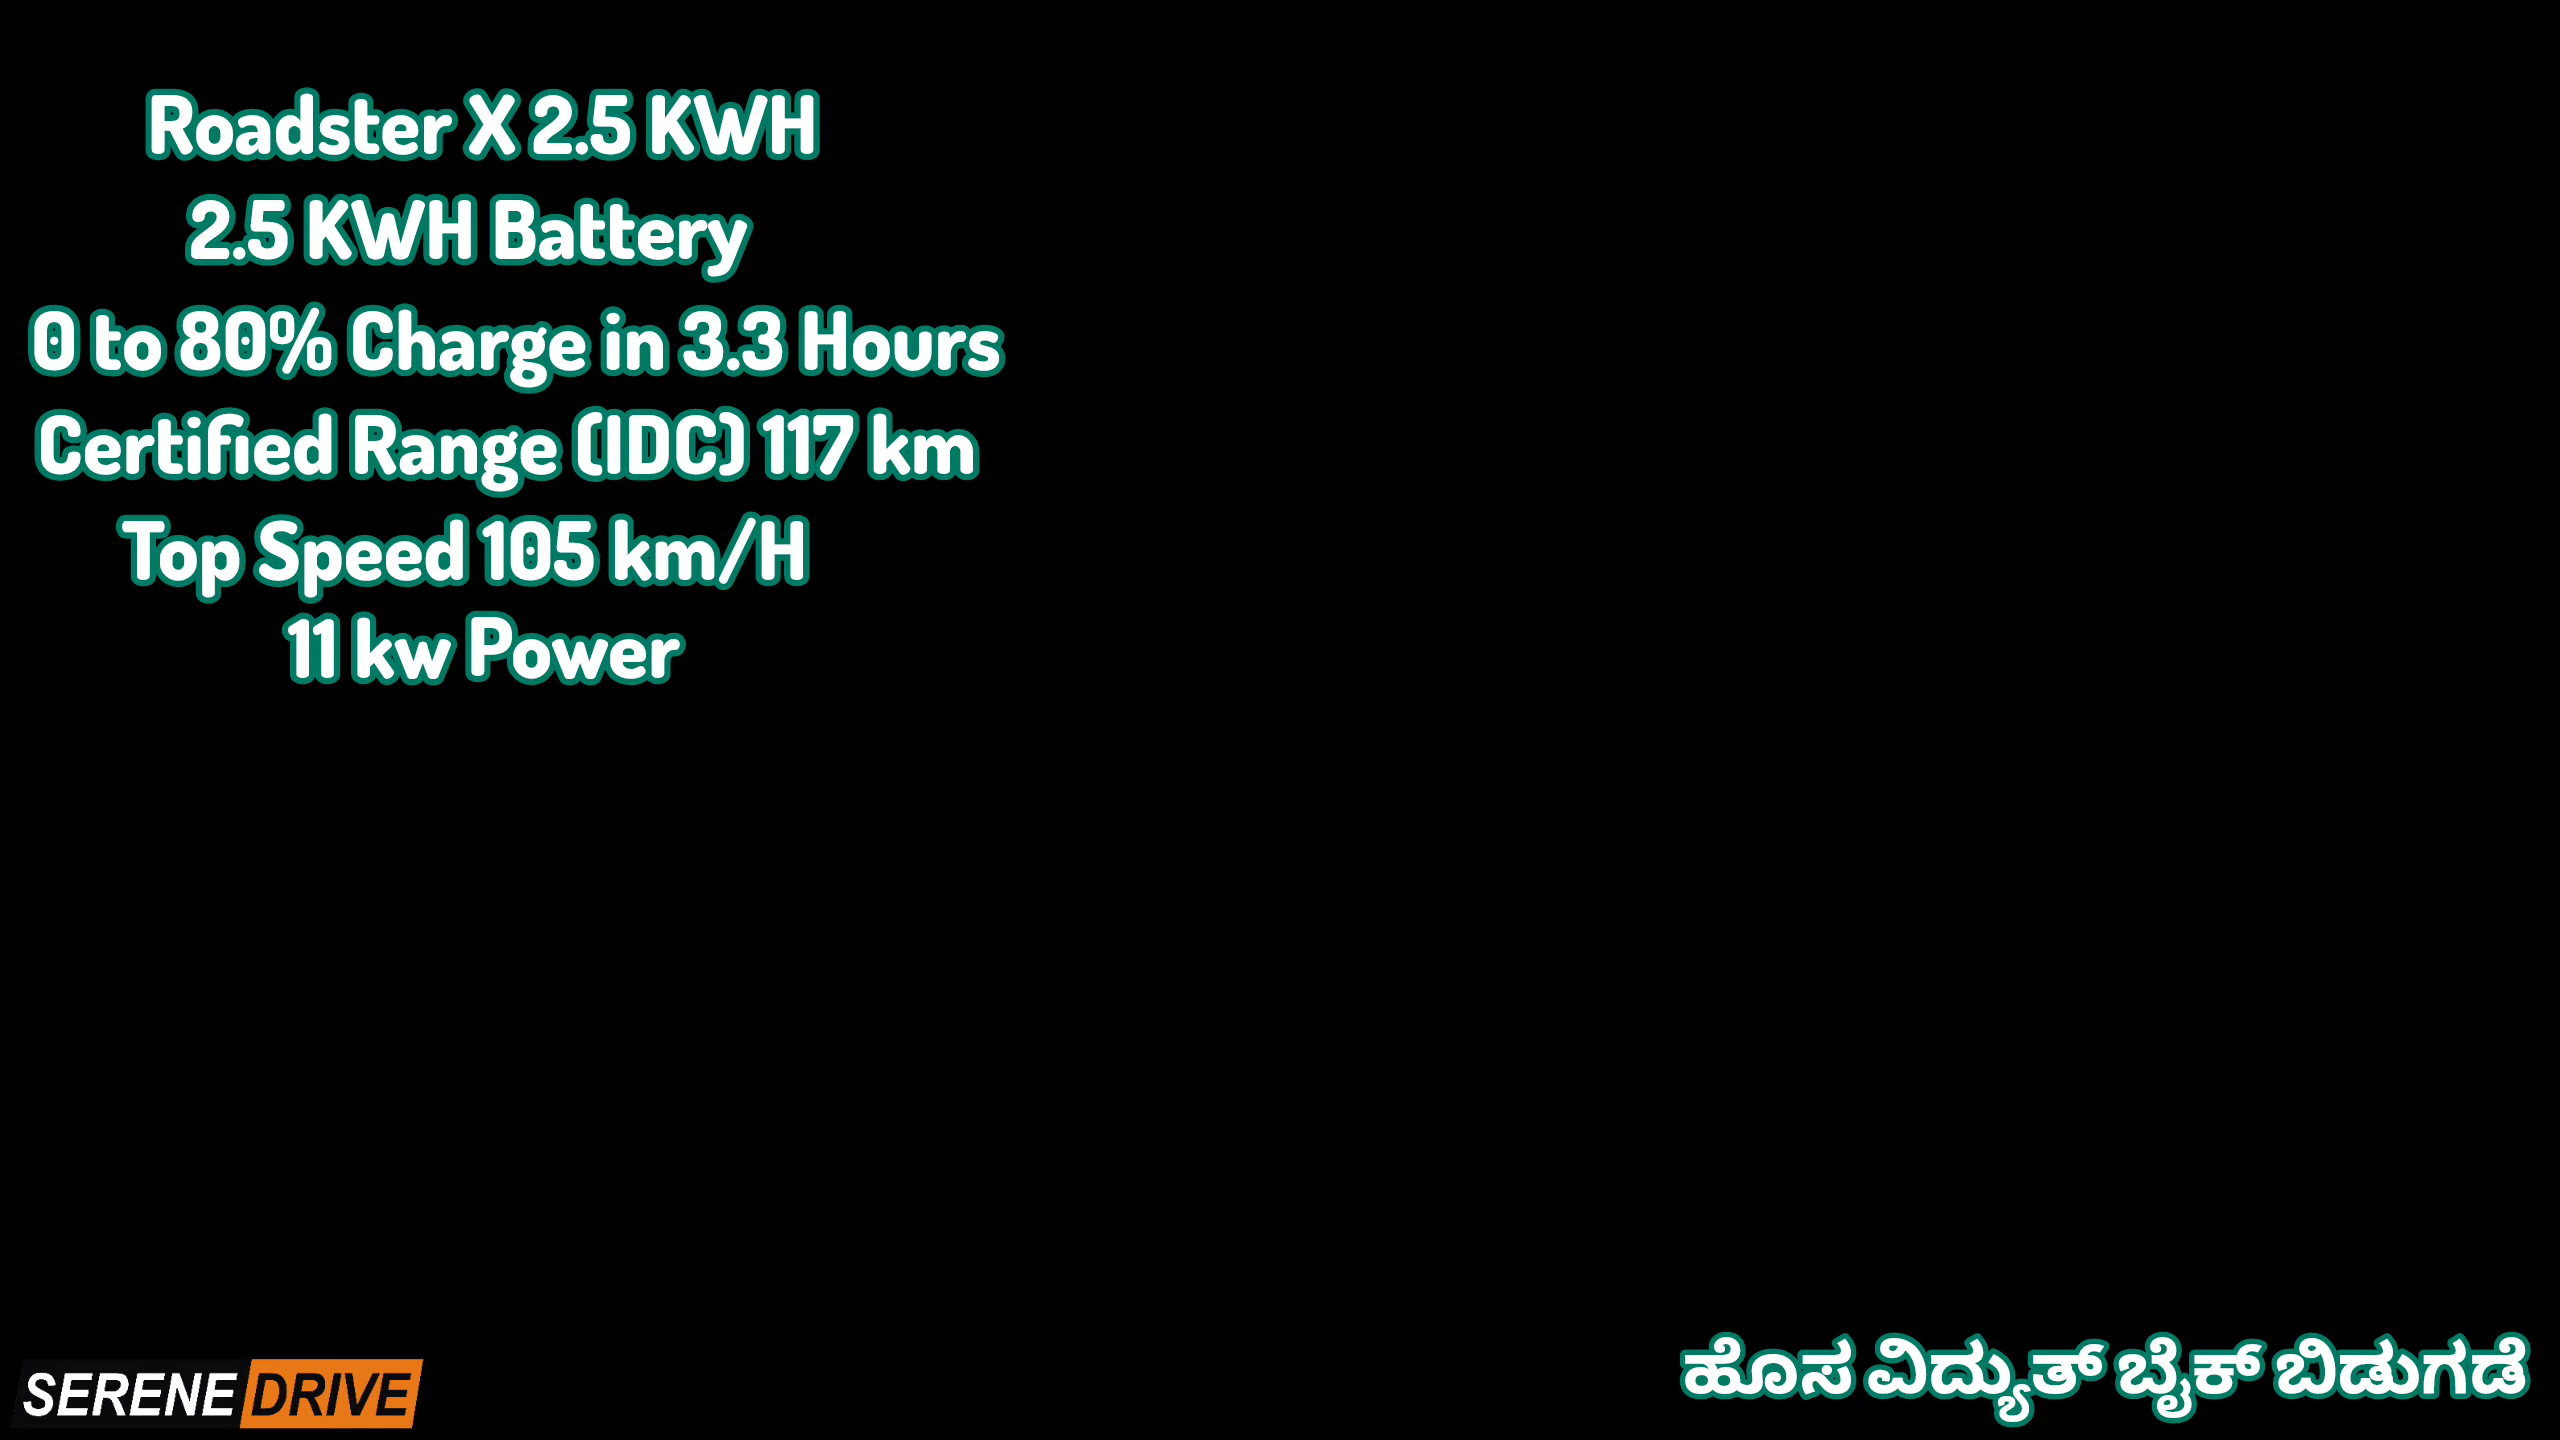 Roadster X 2.5 KWH
2.5 KWH Battery
0 to 80% Charge in 3.3 Hours
Certified Range (IDC) 117 km
Top Speed 105 km/H
11 kw Power
SERENE DRIVE
ಹೊಸ ವಿದ್ಯುತ್ ಬೈಕ್ ಬಿಡುಗಡೆ